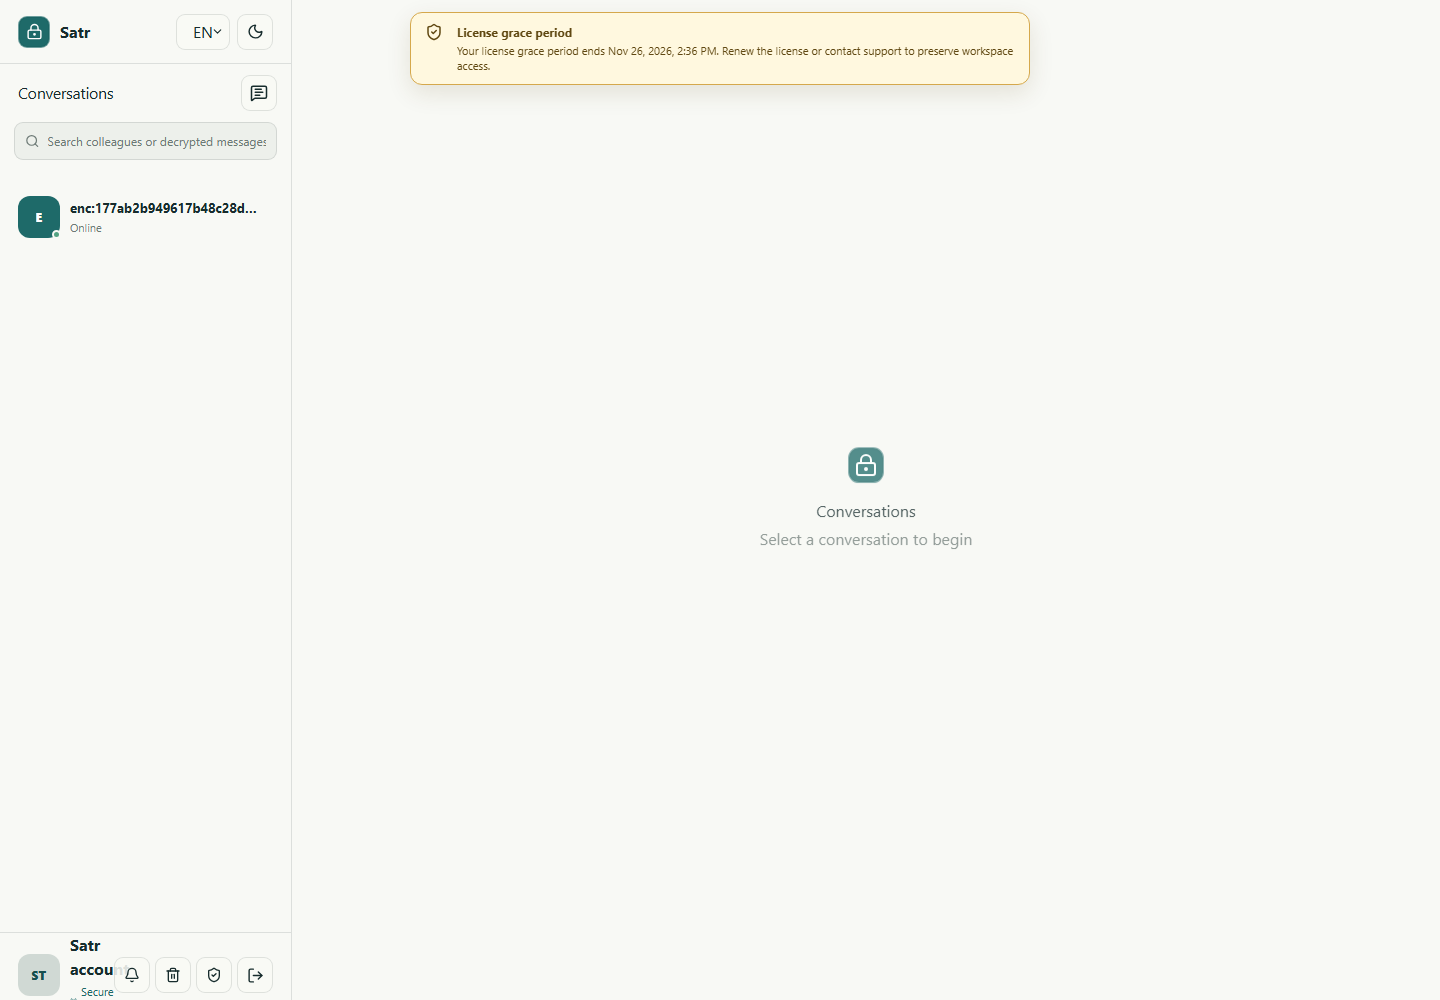 Satr
EN
Conversations
Search colleagues or decrypted messages
E
enc:177ab2b949617b48c28d...
Online
License grace period
Your license grace period ends Nov 26, 2026, 2:36 PM. Renew the license or contact support to preserve workspace
access.
Conversations
Select a conversation to begin
ST
Satr
account
Secure